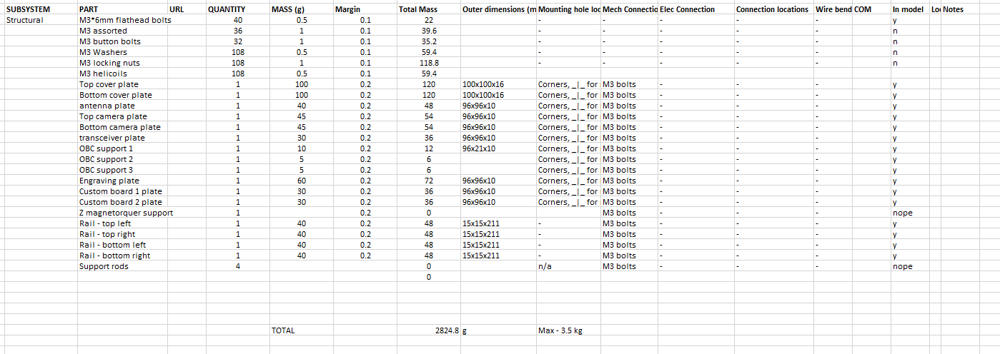 SUBSYSTEM PART URL QUANTITY MASS (g) Margin Total Mass Outer dimensions (m Mounting hole loc Mech Connectio Elec Connection Connection locations Wire bend COM In model Loc Notes
Structural M3*6mm flathead bolts 40 0.5 0.1 22 - - - - - y
M3 assorted 36 1 0.1 39.6 - - - - - n
M3 button bolts 32 1 0.1 35.2 - - - - - n
M3 Washers 108 0.5 0.1 59.4 - - - - - n
M3 locking nuts 108 1 0.1 118.8 - - - - - n
M3 helicoils 108 0.5 0.1 59.4
Top cover plate 1 100 0.2 120 100x100x16 Corners, _|_ for M3 bolts - - - y
Bottom cover plate 1 100 0.2 120 100x100x16 Corners, _|_ for M3 bolts - - - y
antenna plate 1 40 0.2 48 96x96x10 Corners, _|_ for M3 bolts - - - y
Top camera plate 1 45 0.2 54 96x96x10 Corners, _|_ for M3 bolts - - - y
Bottom camera plate 1 45 0.2 54 96x96x10 Corners, _|_ for M3 bolts - - - y
transceiver plate 1 30 0.2 36 96x96x10 Corners, _|_ for M3 bolts - - - y
OBC support 1 1 10 0.2 12 96x21x10 Corners, _|_ for M3 bolts - - - y
OBC support 2 1 5 0.2 6 Corners, _|_ for M3 bolts - - - y
OBC support 3 1 5 0.2 6 Corners, _|_ for M3 bolts - - - y
Engraving plate 1 60 0.2 72 96x96x10 Corners, _|_ for M3 bolts - - - y
Custom board 1 plate 1 30 0.2 36 96x96x10 Corners, _|_ for M3 bolts - - - y
Custom board 2 plate 1 30 0.2 36 96x96x10 Corners, _|_ for M3 bolts - - - y
Z magnetorquer support 1 0.2 0 M3 bolts - - - nope
Rail - top left 1 40 0.2 48 15x15x211 - M3 bolts - - - y
Rail - top right 1 40 0.2 48 15x15x211 - M3 bolts - - - y
Rail - bottom left 1 40 0.2 48 15x15x211 - M3 bolts - - - y
Rail - bottom right 1 40 0.2 48 15x15x211 - M3 bolts - - - y
Support rods 4 0 n/a M3 bolts - - - nope
0
TOTAL 2824.8 g Max - 3.5 kg